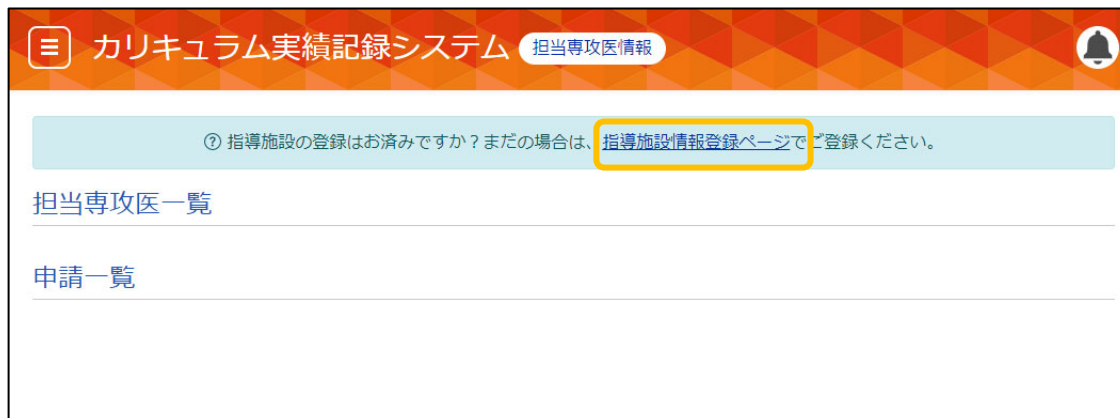 カリキュラム実績記録システム 担当専攻医情報
? 指導施設の登録はお済みですか？まだの場合は、指導施設情報登録ページでご登録ください。
担当専攻医一覧
申請一覧